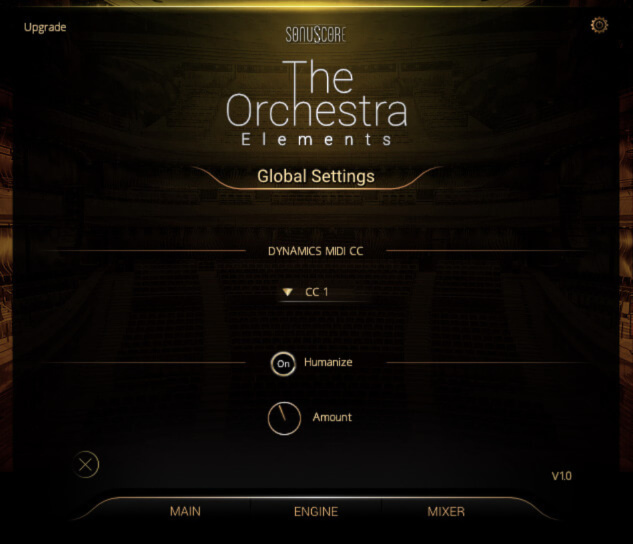 Upgrade
SONUSCORE
The
Orchestra
Elements
Global Settings
DYNAMICS MIDI CC
CC 1
On Humanize
Amount
V1.0
MAIN ENGINE MIXER